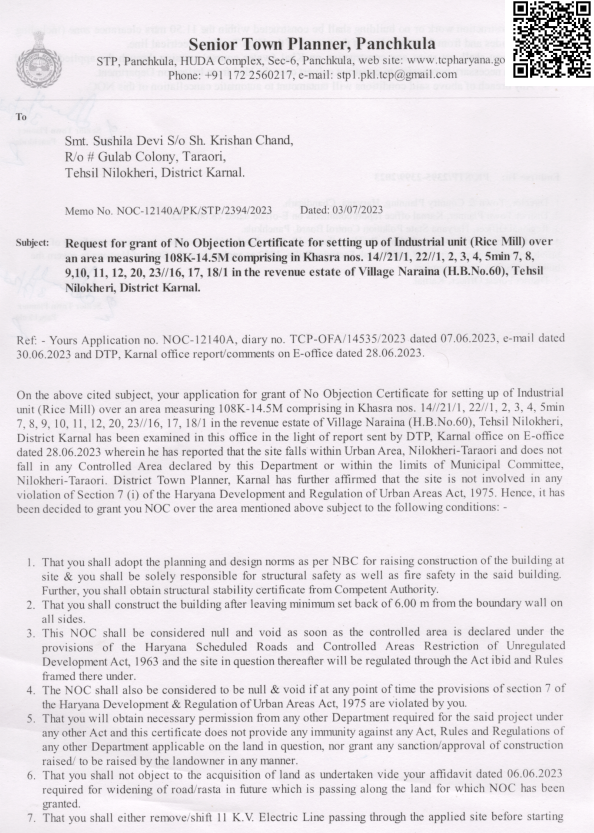 Senior Town Planner, Panchkula
STP, Panchkula, HUDA Complex, Sec-6, Panchkula, web site: www.tcpharyana.go
Phone: +91 172 2560217, e-mail: stp1.pkl.tcp@gmail.com
To
Smt. Sushila Devi S/o Sh. Krishan Chand,
R/o # Gulab Colony, Taraori,
Tehsil Nilokheri, District Karnal.
Memo No. NOC-12140A/PK/STP/2394/2023 Dated: 03/07/2023
Subject: Request for grant of No Objection Certificate for setting up of Industrial unit (Rice Mill) over
an area measuring 108K-14.5M comprising in Khasra nos. 14//21/1, 22//1, 2, 3, 4, 5min 7, 8,
9,10, 11, 12, 20, 23//16, 17, 18/1 in the revenue estate of Village Naraina (H.B.No.60), Tehsil
Nilokheri, District Karnal.
Ref: - Yours Application no. NOC-12140A, diary no. TCP-OFA/14535/2023 dated 07.06.2023, e-mail dated
30.06.2023 and DTP, Karnal office report/comments on E-office dated 28.06.2023.
On the above cited subject, your application for grant of No Objection Certificate for setting up of Industrial
unit (Rice Mill) over an area measuring 108K-14.5M comprising in Khasra nos. 14//21/1, 22//1, 2, 3, 4, 5min
7, 8, 9, 10, 11, 12, 20, 23//16, 17, 18/1 in the revenue estate of Village Naraina (H.B.No.60), Tehsil Nilokheri,
District Karnal has been examined in this office in the light of report sent by DTP, Karnal office on E-office
dated 28.06.2023 wherein he has reported that the site falls within Urban Area, Nilokheri-Taraori and does not
fall in any Controlled Area declared by this Department or within the limits of Municipal Committee,
Nilokheri-Taraori. District Town Planner, Karnal has further affirmed that the site is not involved in any
violation of Section 7 (i) of the Haryana Development and Regulation of Urban Areas Act, 1975. Hence, it has
been decided to grant you NOC over the area mentioned above subject to the following conditions: -
1. That you shall adopt the planning and design norms as per NBC for raising construction of the building at
site & you shall be solely responsible for structural safety as well as fire safety in the said building.
Further, you shall obtain structural stability certificate from Competent Authority.
2. That you shall construct the building after leaving minimum set back of 6.00 m from the boundary wall on
all sides.
3. This NOC shall be considered null and void as soon as the controlled area is declared under the
provisions of the Haryana Scheduled Roads and Controlled Areas Restriction of Unregulated
Development Act, 1963 and the site in question thereafter will be regulated through the Act ibid and Rules
framed there under.
4. The NOC shall also be considered to be null & void if at any point of time the provisions of section 7 of
the Haryana Development & Regulation of Urban Areas Act, 1975 are violated by you.
5. That you will obtain necessary permission from any other Department required for the said project under
any other Act and this certificate does not provide any immunity against any Act, Rules and Regulations of
any other Department applicable on the land in question, nor grant any sanction/approval of construction
raised/ to be raised by the landowner in any manner.
6. That you shall not object to the acquisition of land as undertaken vide your affidavit dated 06.06.2023
required for widening of road/rasta in future which is passing along the land for which NOC has been
granted.
7. That you shall either remove/shift 11 K.V. Electric Line passing through the applied site before starting